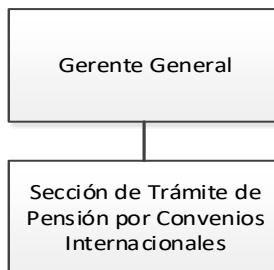 Gerente General
Sección de Trámite de
Pensión por Convenios
Internacionales